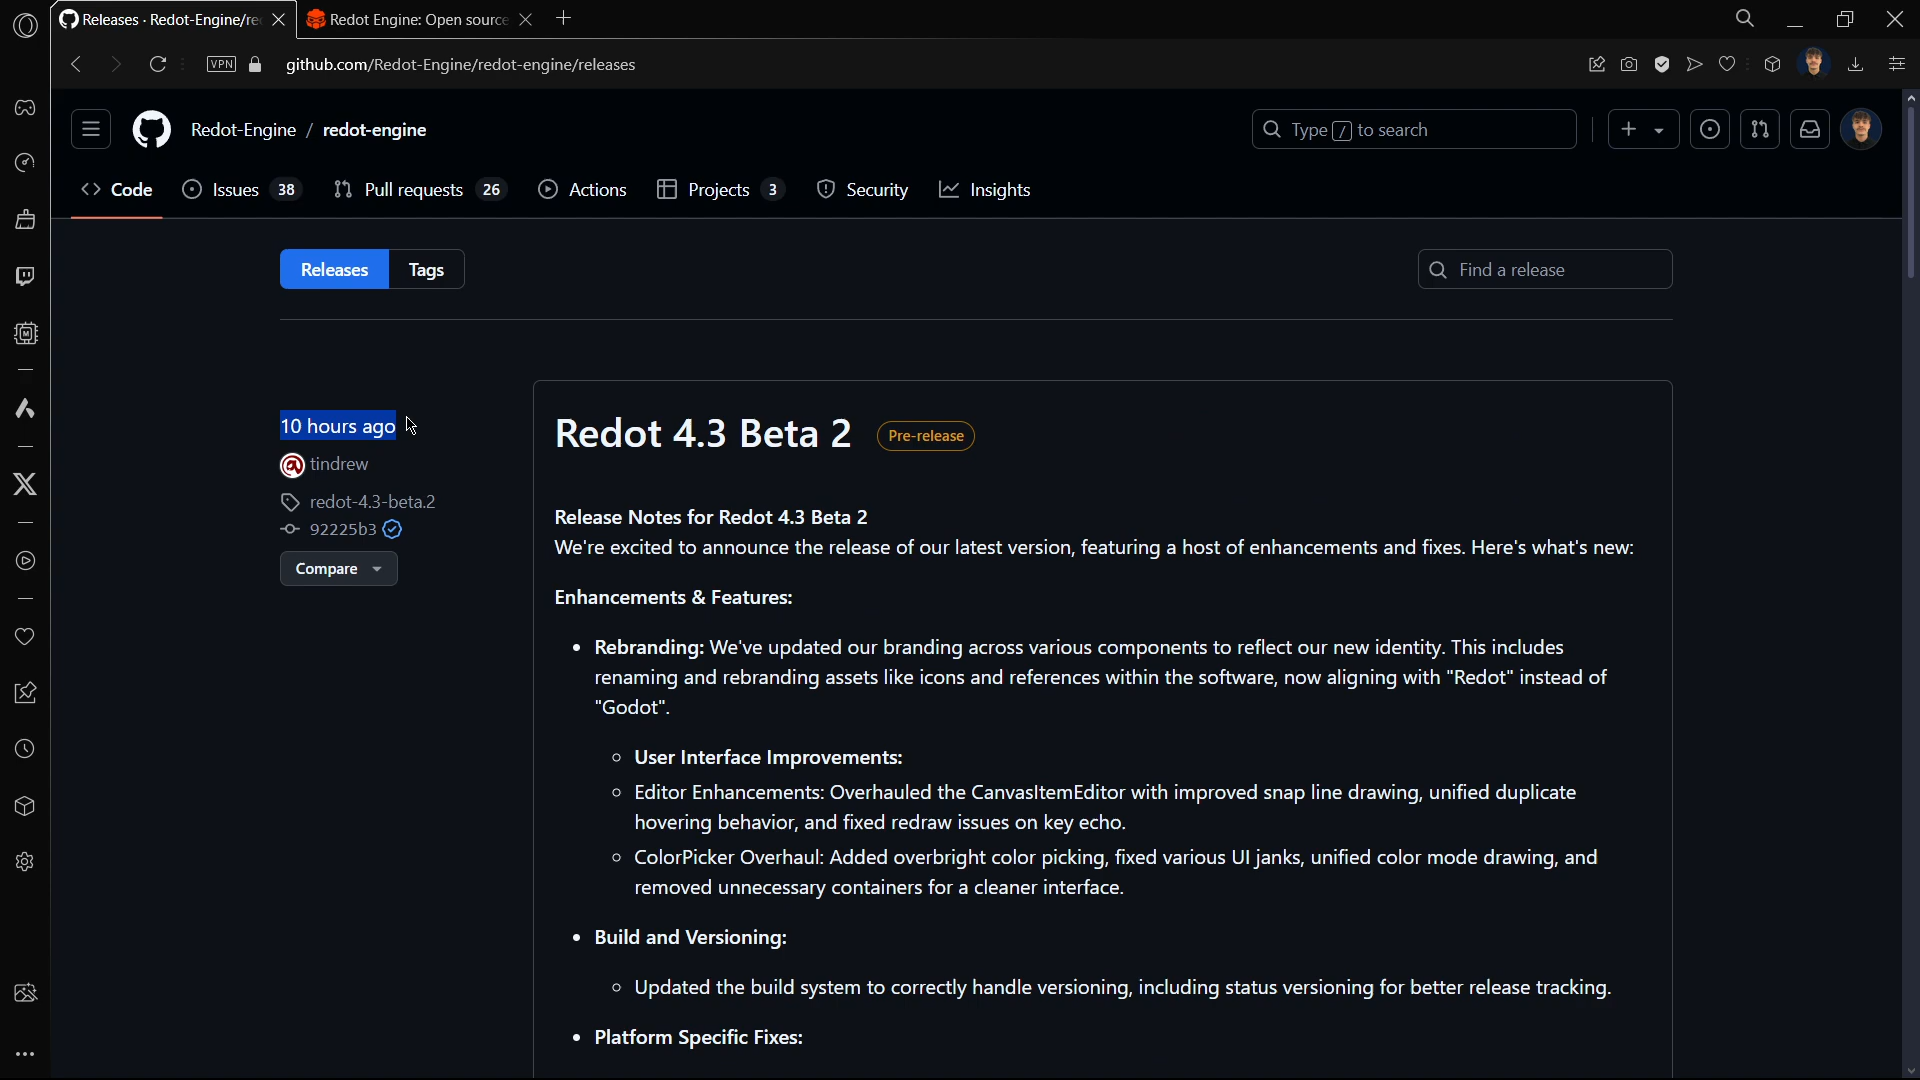 Releases · Redot-Engine/re
Redot Engine: Open source
VPN
github.com/Redot-Engine/redot-engine/releases
Redot-Engine / redot-engine
Type / to search
Code
Issues 38
Pull requests 26
Actions
Projects 3
Security
Insights
Releases
Tags
Find a release
10 hours ago
tindrew
redot-4.3-beta.2
92225b3
Compare
Redot 4.3 Beta 2
Pre-release
Release Notes for Redot 4.3 Beta 2
We're excited to announce the release of our latest version, featuring a host of enhancements and fixes. Here's what's new:
Enhancements & Features:
• Rebranding: We've updated our branding across various components to reflect our new identity. This includes
renaming and rebranding assets like icons and references within the software, now aligning with "Redot" instead of
"Godot".
◦ User Interface Improvements:
◦ Editor Enhancements: Overhauled the CanvasItemEditor with improved snap line drawing, unified duplicate
hovering behavior, and fixed redraw issues on key echo.
◦ ColorPicker Overhaul: Added overbright color picking, fixed various UI janks, unified color mode drawing, and
removed unnecessary containers for a cleaner interface.
• Build and Versioning:
◦ Updated the build system to correctly handle versioning, including status versioning for better release tracking.
• Platform Specific Fixes: